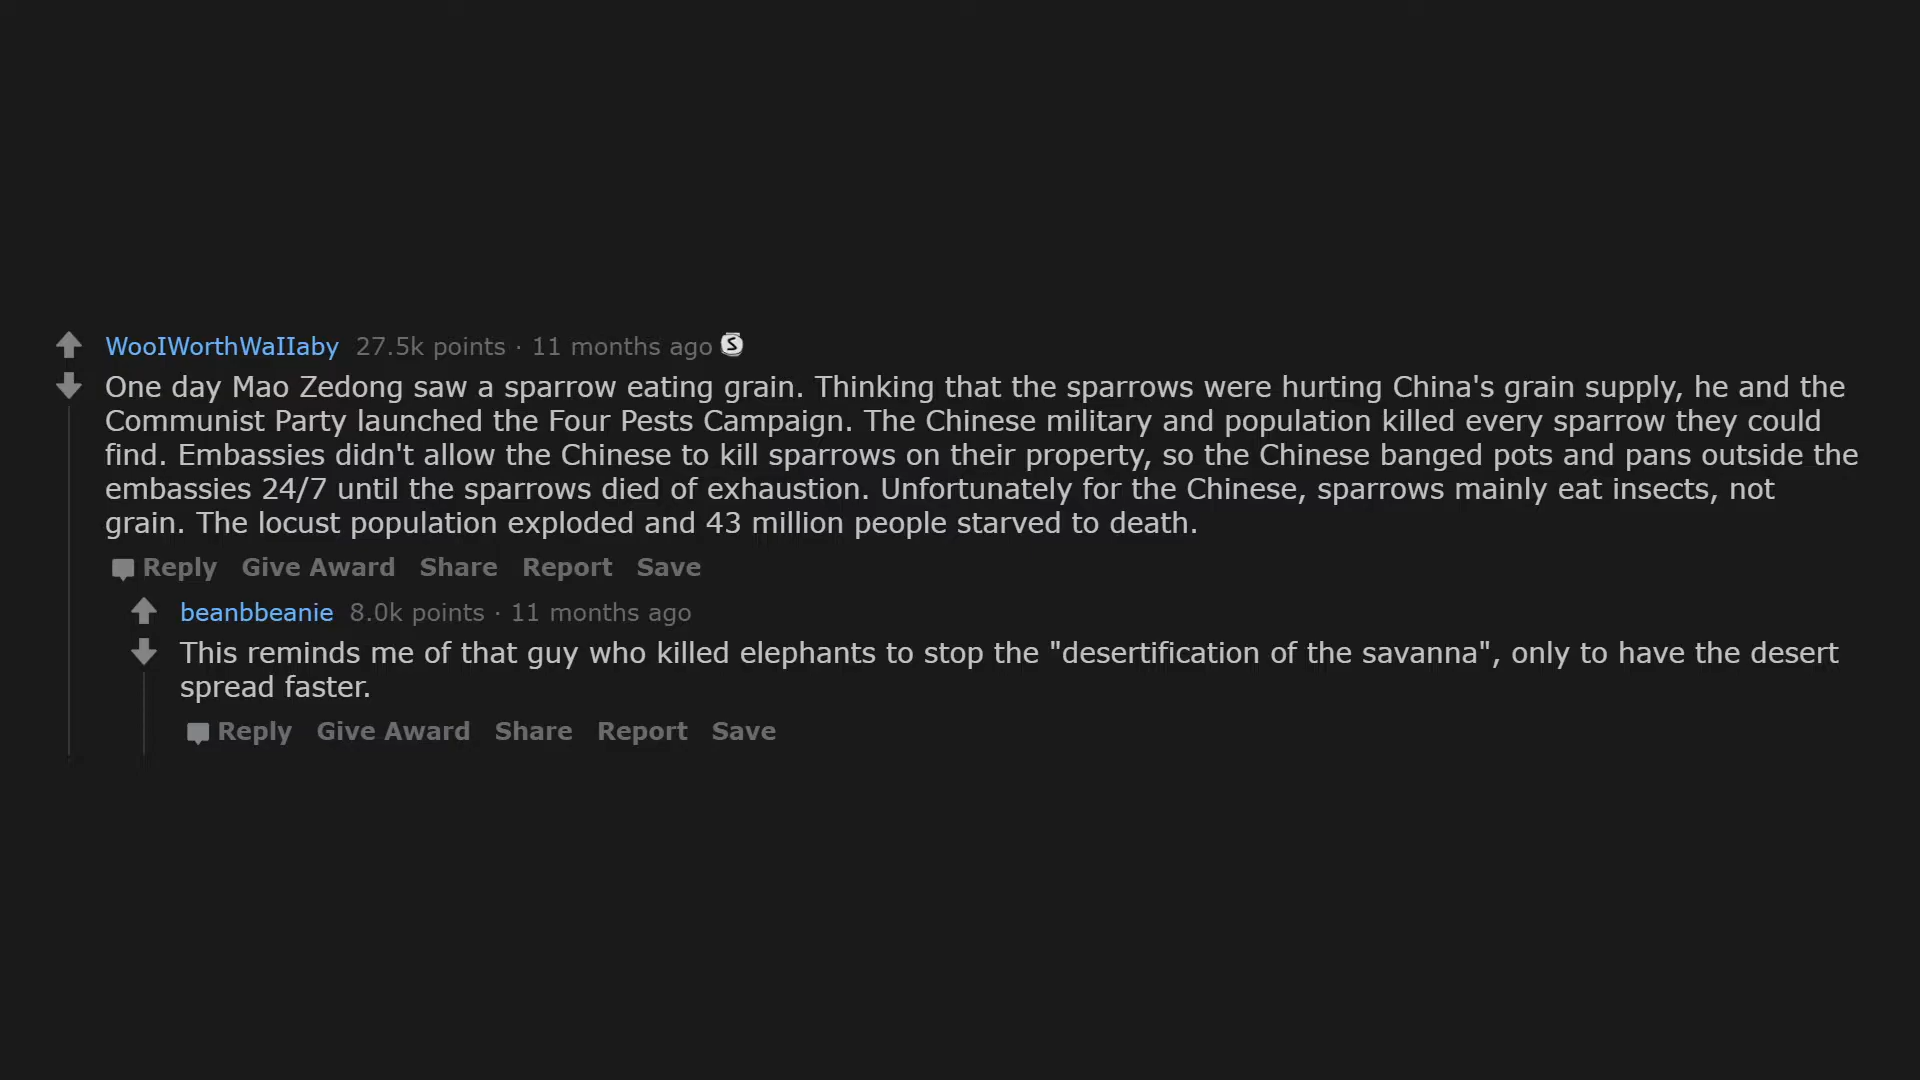 WooIWorthWaIIaby 27.5k points · 11 months ago S
One day Mao Zedong saw a sparrow eating grain. Thinking that the sparrows were hurting China's grain supply, he and the
Communist Party launched the Four Pests Campaign. The Chinese military and population killed every sparrow they could
find. Embassies didn't allow the Chinese to kill sparrows on their property, so the Chinese banged pots and pans outside the
embassies 24/7 until the sparrows died of exhaustion. Unfortunately for the Chinese, sparrows mainly eat insects, not
grain. The locust population exploded and 43 million people starved to death.
Reply Give Award Share Report Save
beanbbeanie 8.0k points · 11 months ago
This reminds me of that guy who killed elephants to stop the "desertification of the savanna", only to have the desert
spread faster.
Reply Give Award Share Report Save